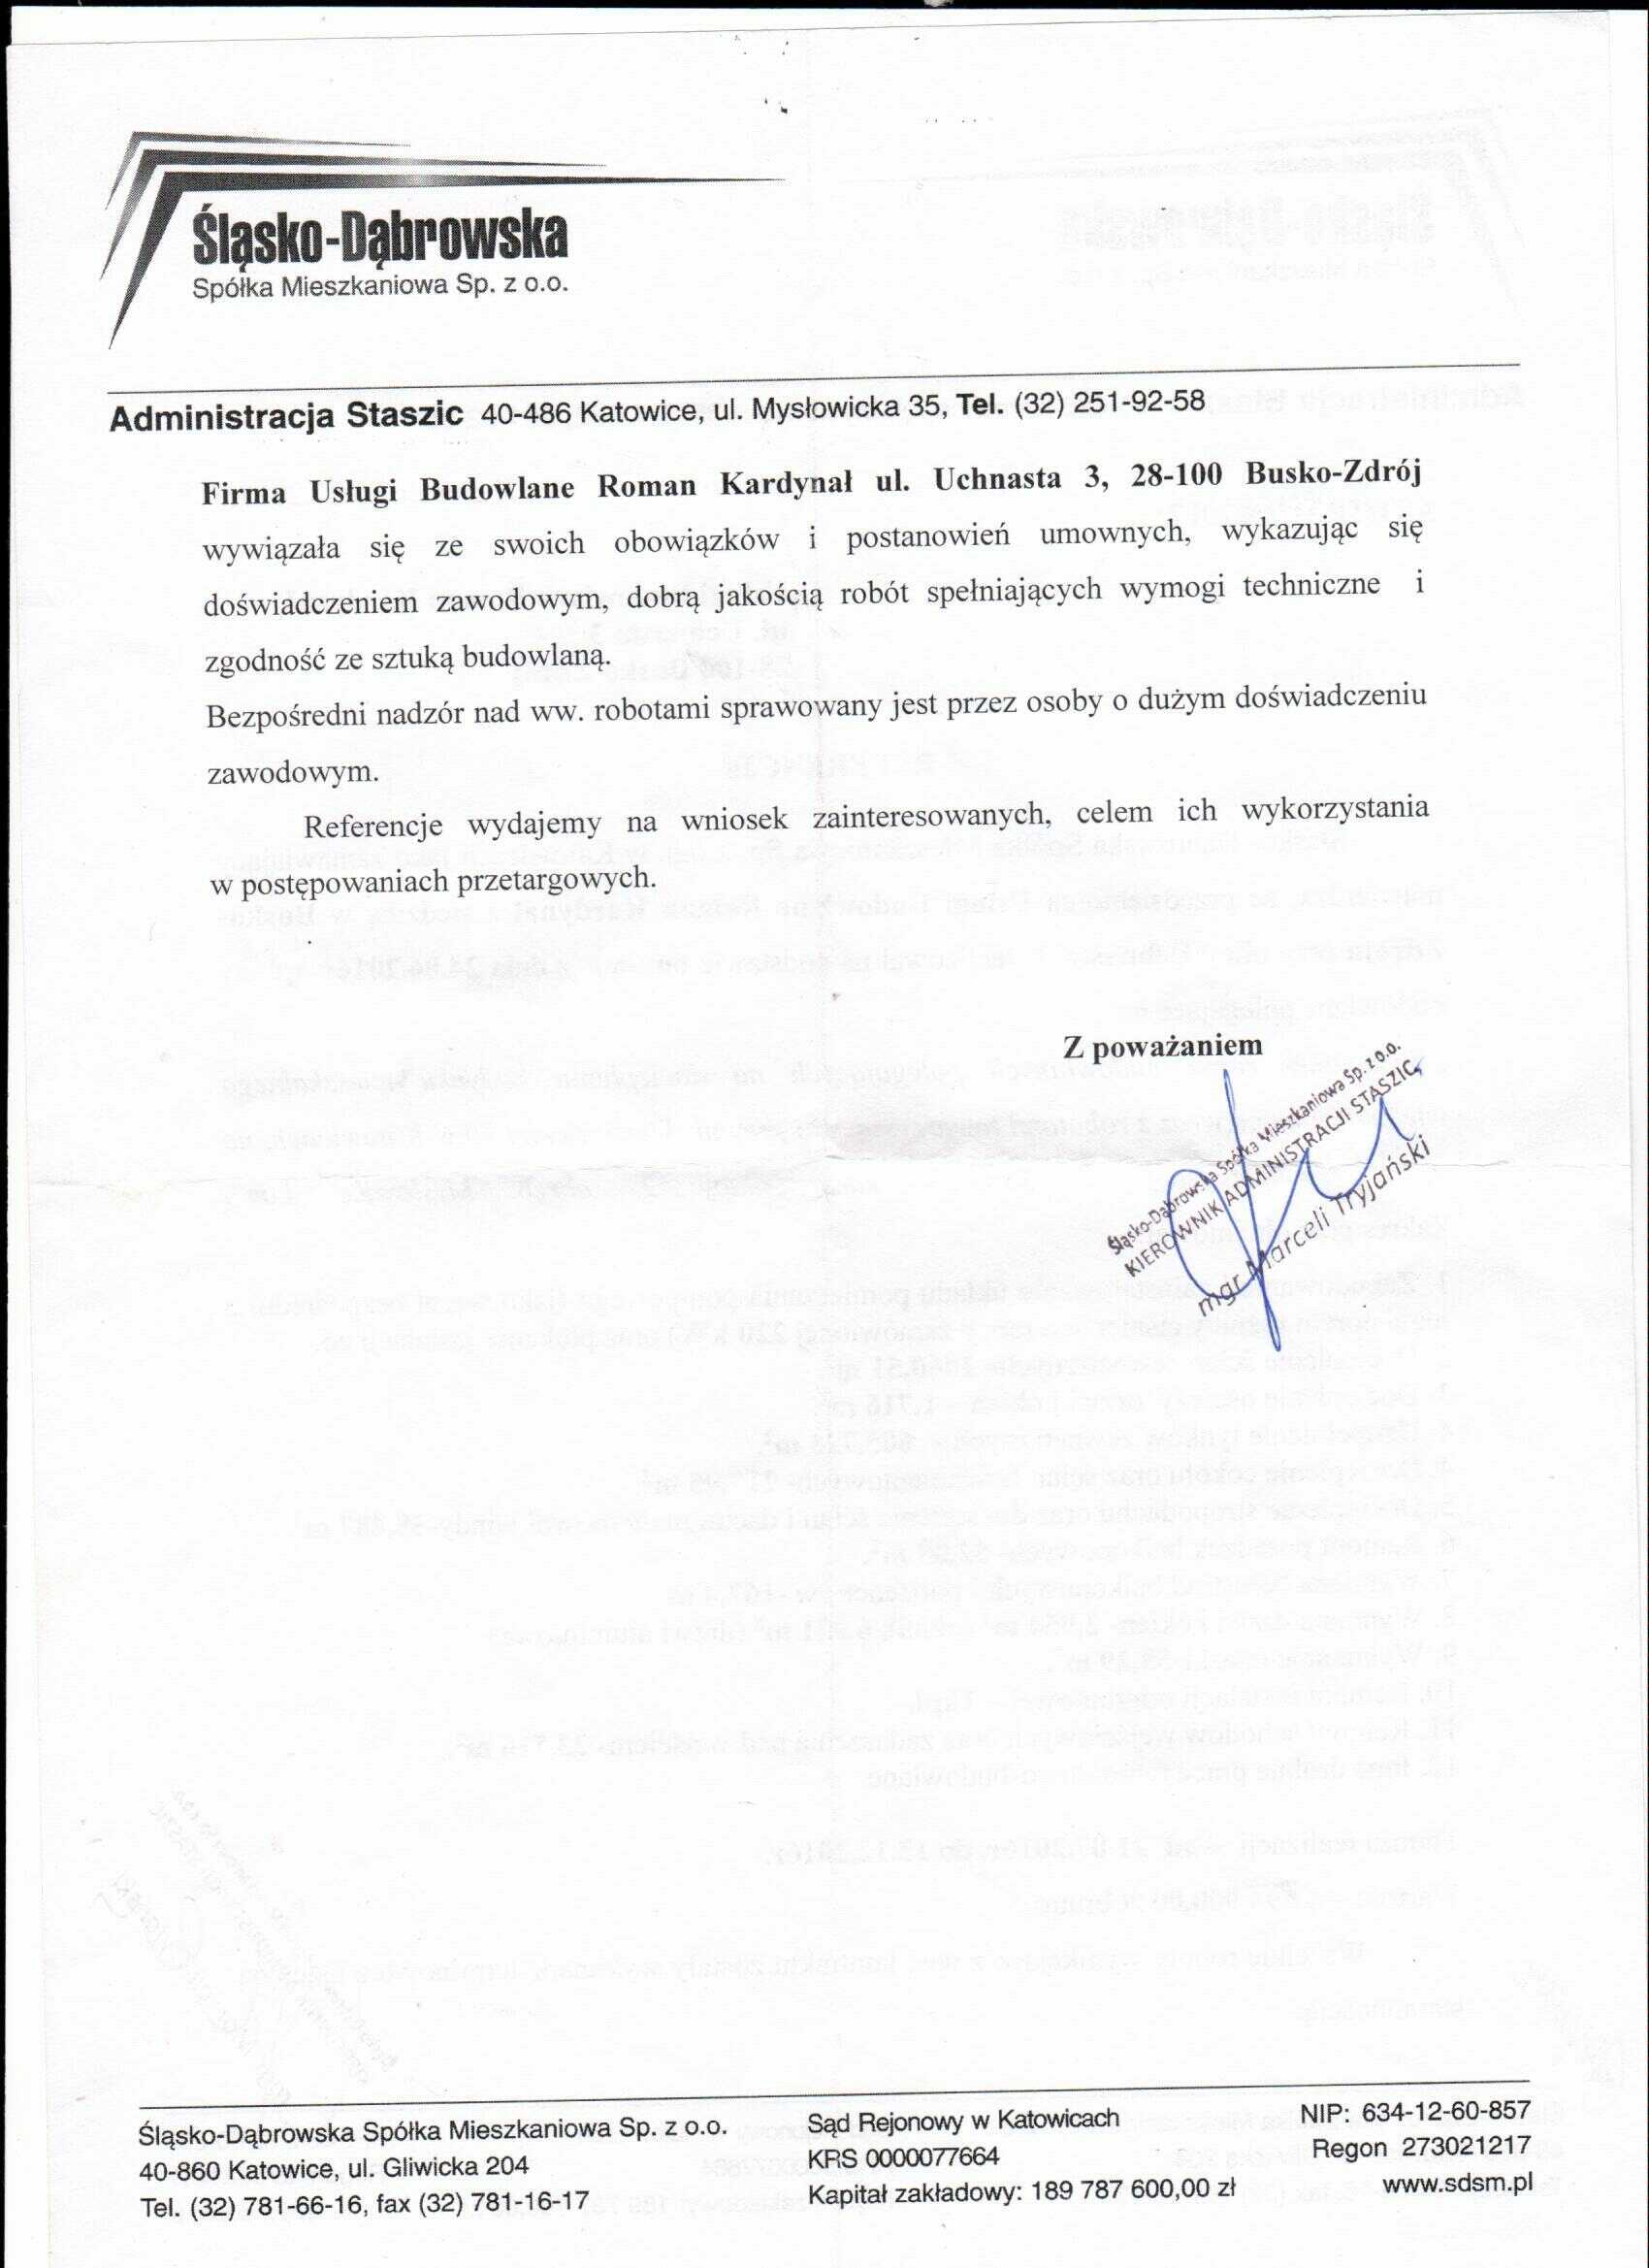 Śląsko-Dąbrowska
Spółka Mieszkaniowa Sp. z o.o.
Administracja Staszic 40-486 Katowice, ul. Mysłowicka 35, Tel. (32) 251-92-58
Firma Usługi Budowlane Roman Kardynał ul. Uchnasta 3, 28-100 Busko-Zdrój
wywiązała się ze swoich obowiązków i postanowień umownych, wykazując się
doświadczeniem zawodowym, dobrą jakością robót spełniających wymogi techniczne i
zgodność ze sztuką budowlaną.
Bezpośredni nadzór nad ww. robotami sprawowany jest przez osoby o dużym doświadczeniu
zawodowym.
Referencje wydajemy na wniosek zainteresowanych, celem ich wykorzystania
w postępowaniach przetargowych.
Z poważaniem
Śląsko-Dąbrowska Spółka Mieszkaniowa Sp. z o.o.
KIEROWNIK ADMINISTRACJI STASZIC
mgr Marceli Tryjański
Śląsko-Dąbrowska Spółka Mieszkaniowa Sp. z o.o.
40-860 Katowice, ul. Gliwicka 204
Tel. (32) 781-66-16, fax (32) 781-16-17
Sąd Rejonowy w Katowicach
KRS 0000077664
Kapitał zakładowy: 189 787 600,00 zł
NIP: 634-12-60-857
Regon 273021217
www.sdsm.pl